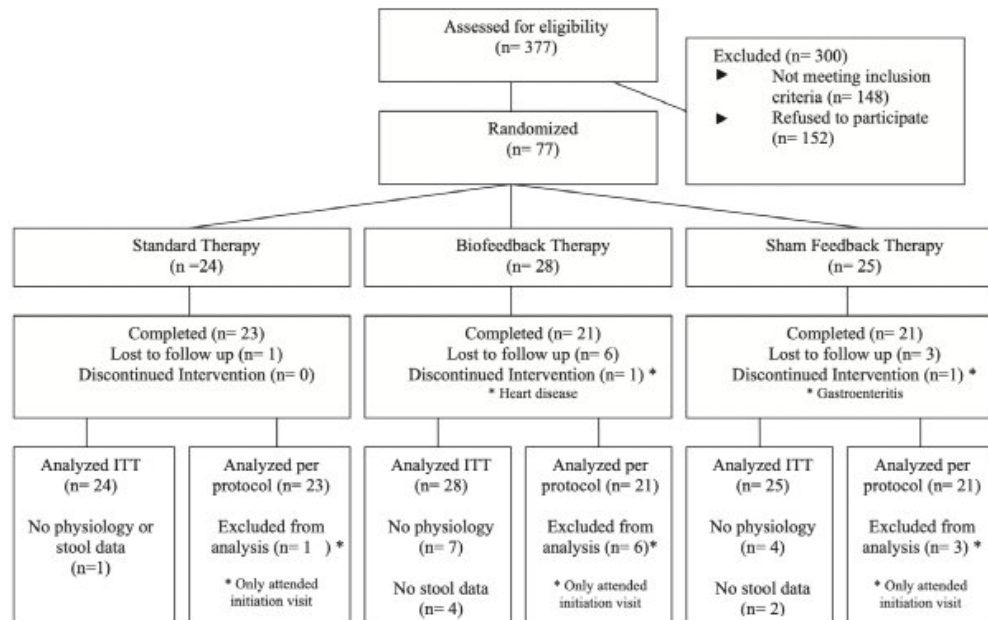 Assessed for eligibility
(n= 377)
Excluded (n= 300)
► Not meeting inclusion
criteria (n= 148)
► Refused to participate
(n= 152)
Randomized
(n= 77)
Standard Therapy
(n =24)
Biofeedback Therapy
(n= 28)
Sham Feedback Therapy
(n= 25)
Completed (n= 23)
Lost to follow up (n= 1)
Discontinued Intervention (n= 0)
Completed (n= 21)
Lost to follow up (n= 6)
Discontinued Intervention (n= 1) *
* Heart disease
Completed (n= 21)
Lost to follow up (n= 3)
Discontinued Intervention (n=1) *
* Gastroenteritis
Analyzed ITT
(n= 24)
No physiology or
stool data
(n=1)
Analyzed per
protocol (n= 23)
Excluded from
analysis (n= 1 ) *
* Only attended
initiation visit
Analyzed ITT
(n= 28)
No physiology
(n= 7)
No stool data
(n= 4)
Analyzed per
protocol (n= 21)
Excluded from
analysis (n= 6)*
* Only attended
initiation visit
Analyzed ITT
(n= 25)
No physiology
(n= 4)
No stool data
(n= 2)
Analyzed per
protocol (n= 21)
Excluded from
analysis (n= 3) *
* Only attended
initiation visit